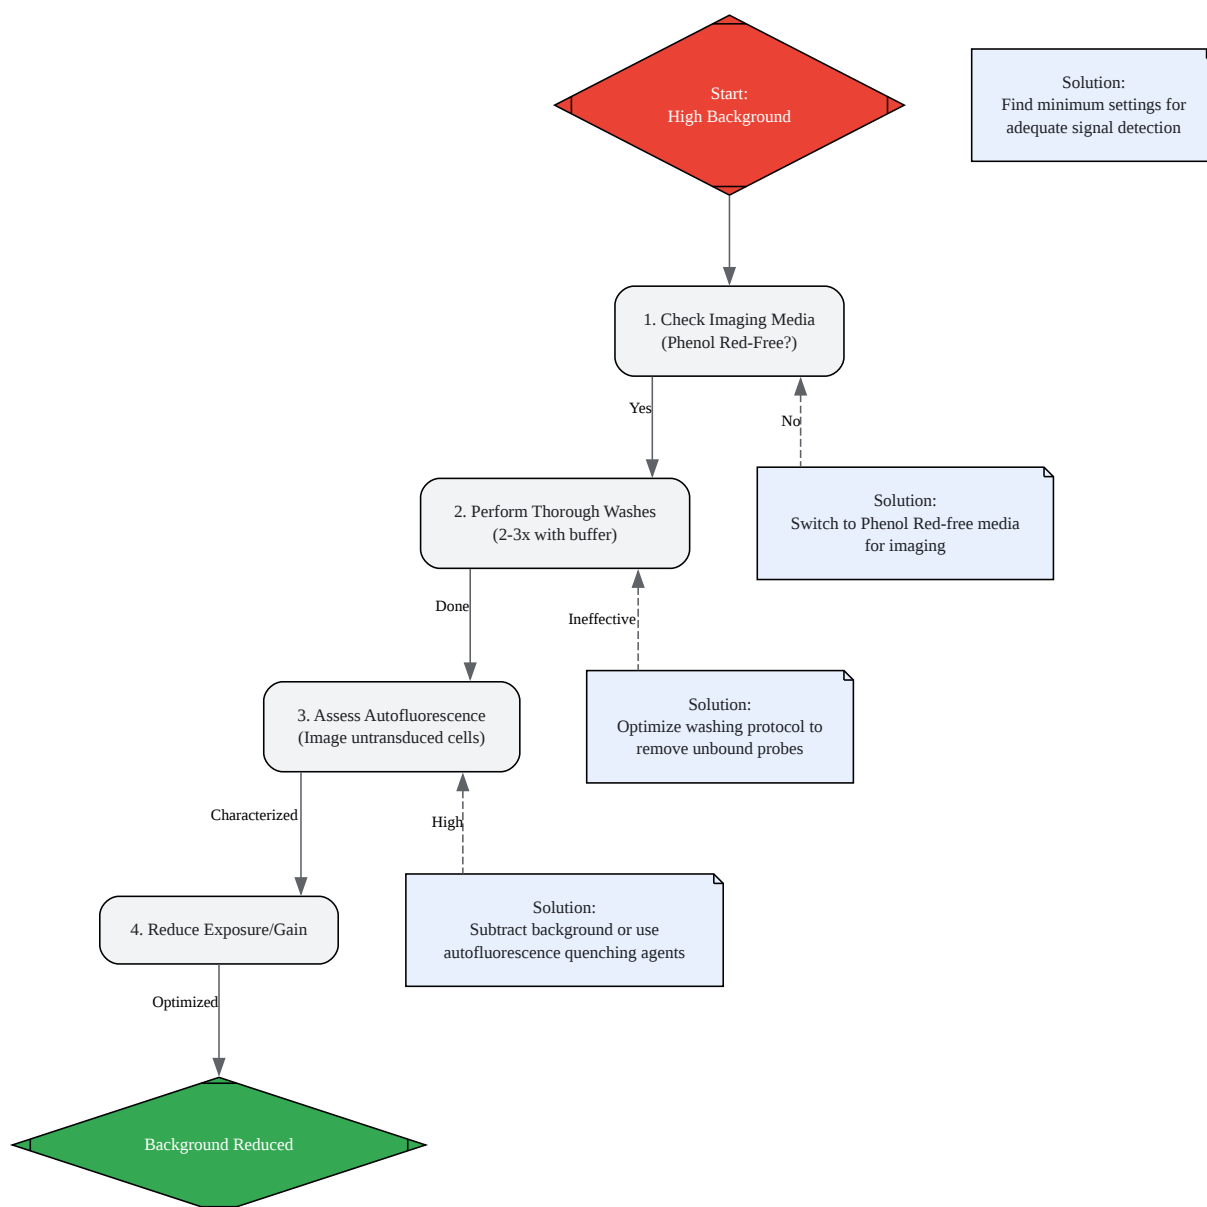 Start:
High Background
Solution:
Find minimum settings for
adequate signal detection
1. Check Imaging Media
(Phenol Red-Free?)
Yes
No
Solution:
Switch to Phenol Red-free media
for imaging
2. Perform Thorough Washes
(2-3x with buffer)
Done
Ineffective
Solution:
Optimize washing protocol to
remove unbound probes
3. Assess Autofluorescence
(Image untransduced cells)
Characterized
High
Solution:
Subtract background or use
autofluorescence quenching agents
4. Reduce Exposure/Gain
Optimized
Background Reduced